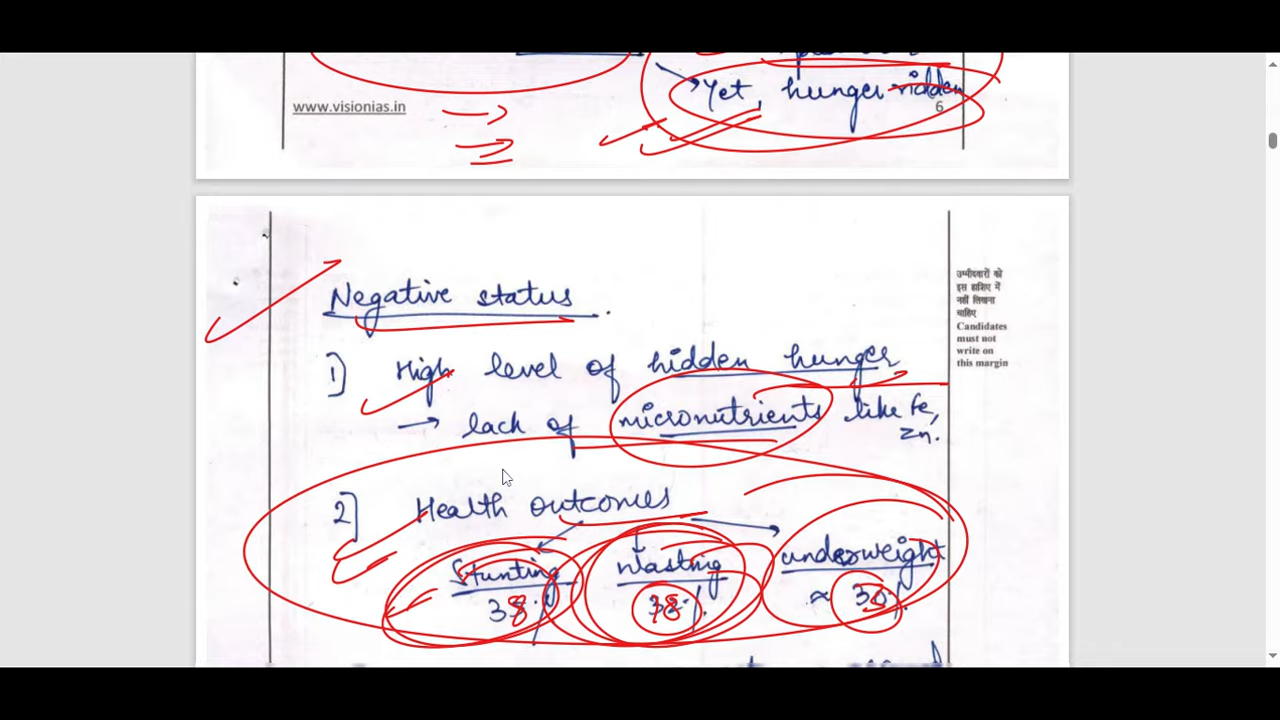 → Yet, hunger-ridden
www.visionias.in 6
Negative status.
उम्मीदवारों को
इस हाशिए में
नहीं लिखना
चाहिए
Candidates
must not
write on
this margin
1] High level of hidden hunger
→ lack of micronutrients like Fe,
Zn.
2] Health outcomes
Stunting wasting underweight
38%